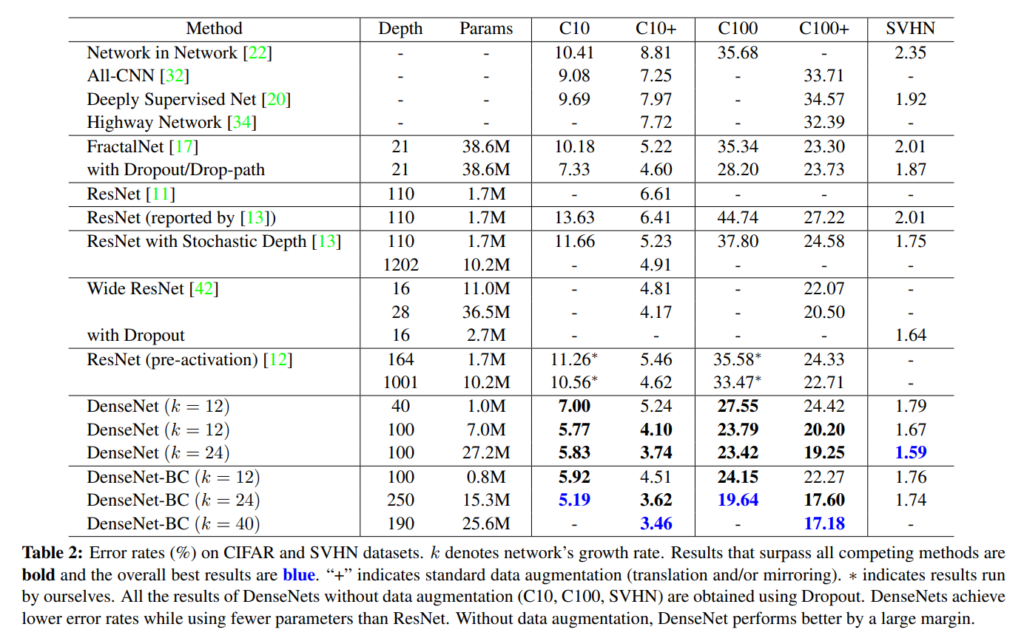 Method Depth Params C10 C10+ C100 C100+ SVHN
Network in Network [22] - - 10.41 8.81 35.68 - 2.35
All-CNN [32] - - 9.08 7.25 - 33.71 -
Deeply Supervised Net [20] - - 9.69 7.97 - 34.57 1.92
Highway Network [34] - - - 7.72 - 32.39 -
FractalNet [17] 21 38.6M 10.18 5.22 35.34 23.30 2.01
with Dropout/Drop-path 21 38.6M 7.33 4.60 28.20 23.73 1.87
ResNet [11] 110 1.7M - 6.61 - - -
ResNet (reported by [13]) 110 1.7M 13.63 6.41 44.74 27.22 2.01
ResNet with Stochastic Depth [13] 110 1.7M 11.66 5.23 37.80 24.58 1.75
1202 10.2M - 4.91 - - -
Wide ResNet [42] 16 11.0M - 4.81 - 22.07 -
28 36.5M - 4.17 - 20.50 -
with Dropout 16 2.7M - - - - 1.64
ResNet (pre-activation) [12] 164 1.7M 11.26* 5.46 35.58* 24.33 -
1001 10.2M 10.56* 4.62 33.47* 22.71 -
DenseNet (k = 12) 40 1.0M 7.00 5.24 27.55 24.42 1.79
DenseNet (k = 12) 100 7.0M 5.77 4.10 23.79 20.20 1.67
DenseNet (k = 24) 100 27.2M 5.83 3.74 23.42 19.25 1.59
DenseNet-BC (k = 12) 100 0.8M 5.92 4.51 24.15 22.27 1.76
DenseNet-BC (k = 24) 250 15.3M 5.19 3.62 19.64 17.60 1.74
DenseNet-BC (k = 40) 190 25.6M - 3.46 - 17.18 -
Table 2: Error rates (%) on CIFAR and SVHN datasets. k denotes network's growth rate. Results that surpass all competing methods are
bold and the overall best results are blue. “+” indicates standard data augmentation (translation and/or mirroring). * indicates results run
by ourselves. All the results of DenseNets without data augmentation (C10, C100, SVHN) are obtained using Dropout. DenseNets achieve
lower error rates while using fewer parameters than ResNet. Without data augmentation, DenseNet performs better by a large margin.